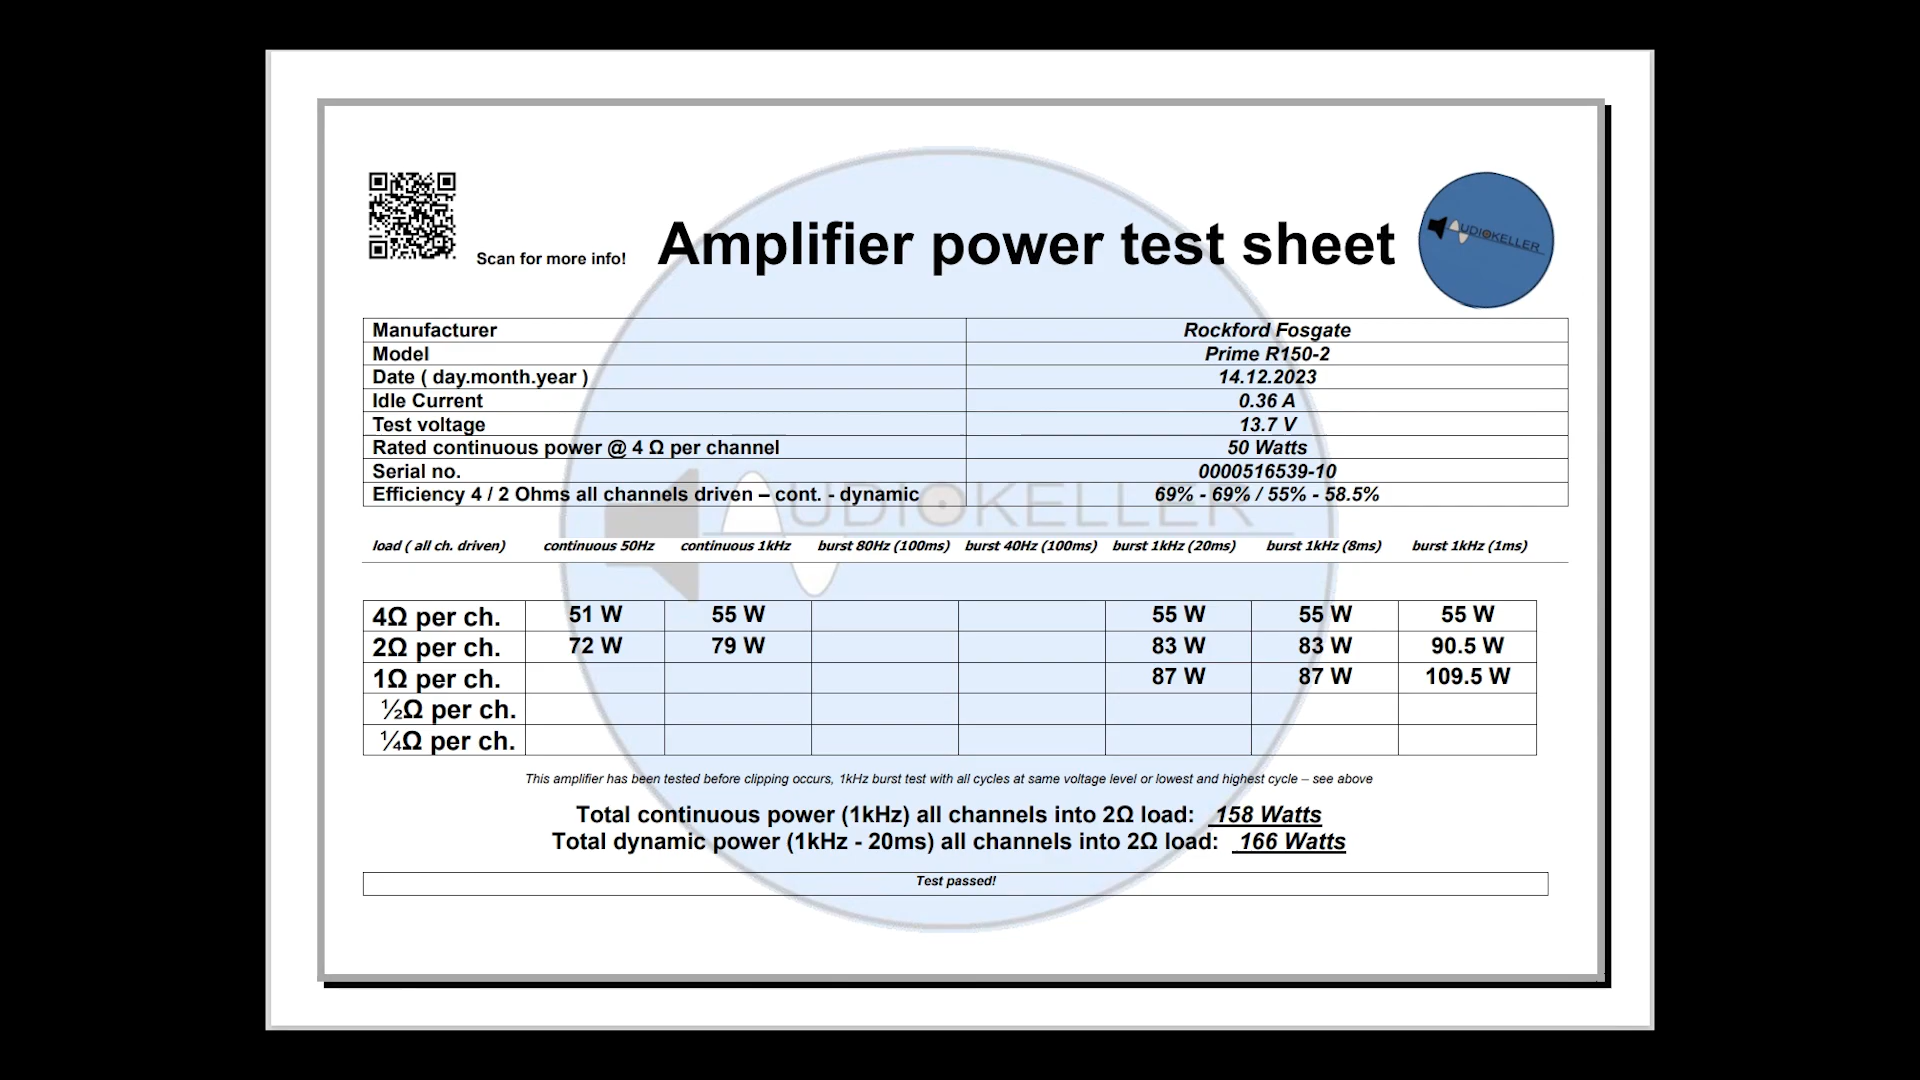 Scan for more info!
Amplifier power test sheet
AUDIOKELLER
Manufacturer Rockford Fosgate
Model Prime R150-2
Date ( day.month.year ) 14.12.2023
Idle Current 0.36 A
Test voltage 13.7 V
Rated continuous power @ 4 Ω per channel 50 Watts
Serial no. 0000516539-10
Efficiency 4 / 2 Ohms all channels driven – cont. - dynamic 69% - 69% / 55% - 58.5%
AUDIOKELLER
load ( all ch. driven) continuous 50Hz continuous 1kHz burst 80Hz (100ms) burst 40Hz (100ms) burst 1kHz (20ms) burst 1kHz (8ms) burst 1kHz (1ms)
4Ω per ch. 51 W 55 W 55 W 55 W 55 W
2Ω per ch. 72 W 79 W 83 W 83 W 90.5 W
1Ω per ch. 87 W 87 W 109.5 W
½Ω per ch.
¼Ω per ch.
This amplifier has been tested before clipping occurs, 1kHz burst test with all cycles at same voltage level or lowest and highest cycle – see above
Total continuous power (1kHz) all channels into 2Ω load: 158 Watts
Total dynamic power (1kHz - 20ms) all channels into 2Ω load: 166 Watts
Test passed!